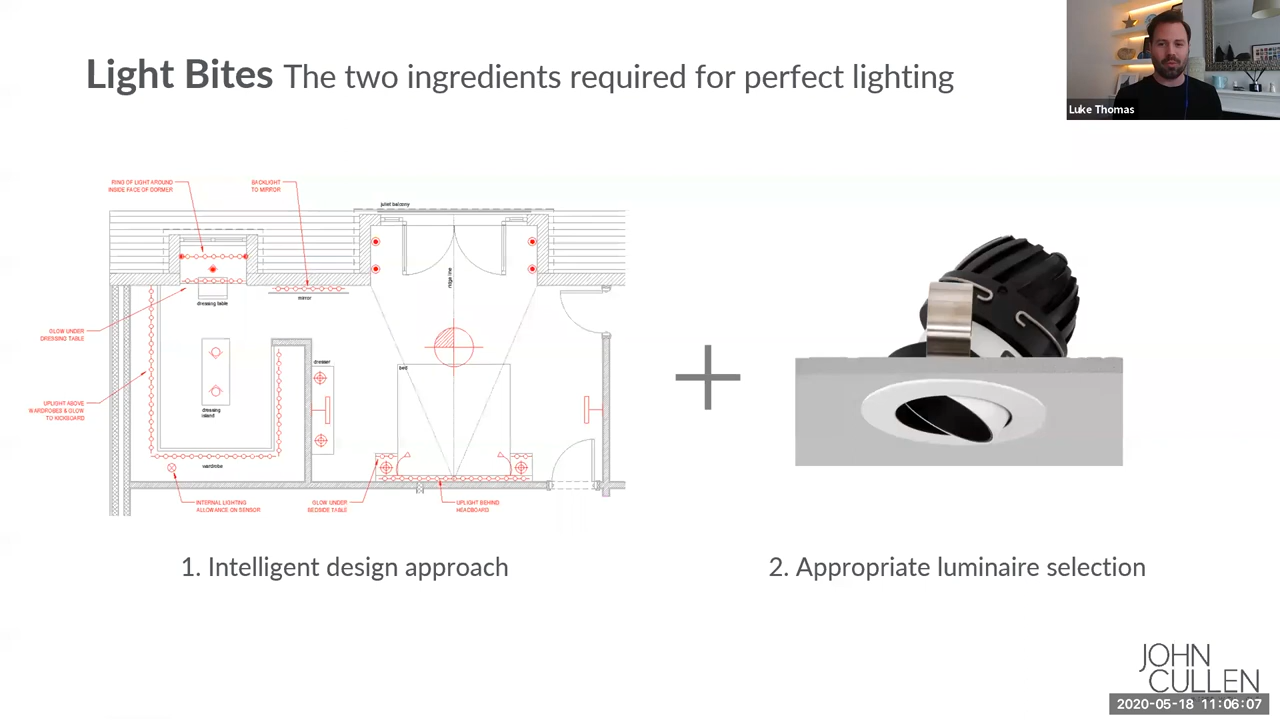 Light Bites The two ingredients required for perfect lighting
Luke Thomas
RING OF LIGHT AROUND
INSIDE FACE OF DORMER
BACKLIGHT
TO MIRROR
juliet balcony
ridge line
dressing table
mirror
GLOW UNDER
DRESSING TABLE
dresser
bed
UPLIGHT ABOVE
WARDROBES & GLOW
TO KICKBOARD
dressing
island
wardrobe
INTERNAL LIGHTING
ALLOWANCE ON SENSOR
GLOW UNDER
BEDSIDE TABLE
UPLIGHT BEHIND
HEADBOARD
1. Intelligent design approach
2. Appropriate luminaire selection
JOHN
CULLEN
2020-05-18 11:06:07